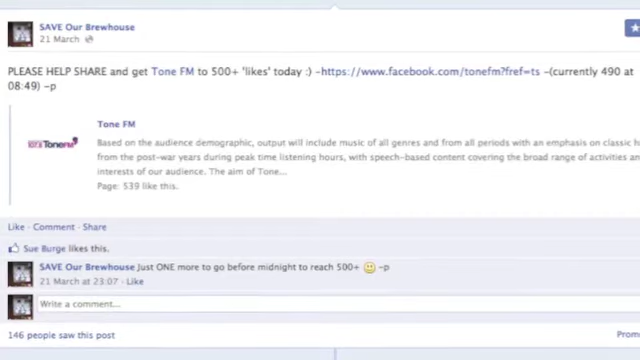 SAVE Our Brewhouse
21 March
PLEASE HELP SHARE and get Tone FM to 500+ 'likes' today :) -https://www.facebook.com/tonefm?fref=ts -(currently 490 at
08:49) -p
Tone FM
107.8 ToneFM
Based on the audience demographic, output will include music of all genres and from all periods with an emphasis on classic h
from the post-war years during peak time listening hours, with speech-based content covering the broad range of activities an
interests of our audience. The aim of Tone...
Page: 539 like this.
Like · Comment · Share
Sue Burge likes this.
SAVE Our Brewhouse Just ONE more to go before midnight to reach 500+ 🙂 -p
21 March at 23:07 · Like
Write a comment...
146 people saw this post
Prom